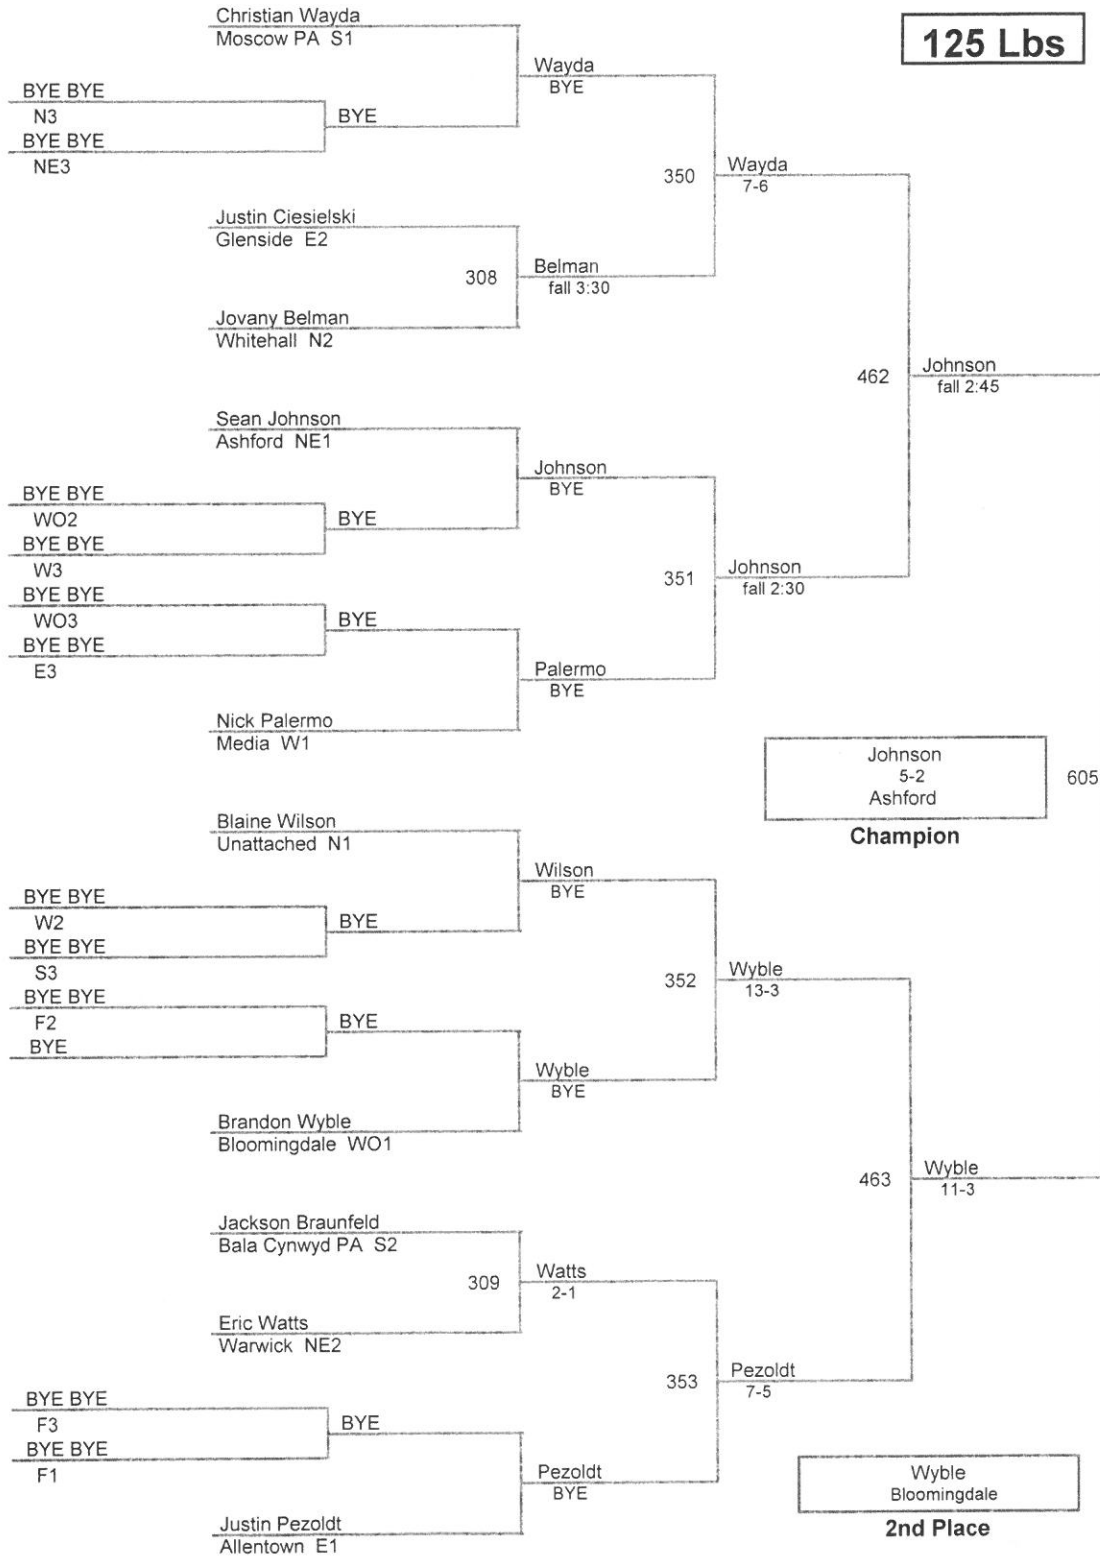 Christian Wayda
Moscow PA S1
125 Lbs
Wayda
BYE
BYE BYE
N3
BYE
BYE BYE
NE3
350
Wayda
7-6
Justin Ciesielski
Glenside E2
308
Belman
fall 3:30
Jovany Belman
Whitehall N2
462
Johnson
fall 2:45
Sean Johnson
Ashford NE1
Johnson
BYE
BYE BYE
WO2
BYE
BYE BYE
W3
351
Johnson
fall 2:30
BYE BYE
WO3
BYE
BYE BYE
E3
Palermo
BYE
Nick Palermo
Media W1
Johnson
5-2
Ashford
605
Champion
Blaine Wilson
Unattached N1
Wilson
BYE
BYE BYE
W2
BYE
BYE BYE
S3
352
Wyble
13-3
BYE BYE
F2
BYE
BYE
Wyble
BYE
Brandon Wyble
Bloomingdale WO1
463
Wyble
11-3
Jackson Braunfeld
Bala Cynwyd PA S2
309
Watts
2-1
Eric Watts
Warwick NE2
353
Pezoldt
7-5
BYE BYE
F3
BYE
BYE BYE
F1
Pezoldt
BYE
Justin Pezoldt
Allentown E1
Wyble
Bloomingdale
2nd Place